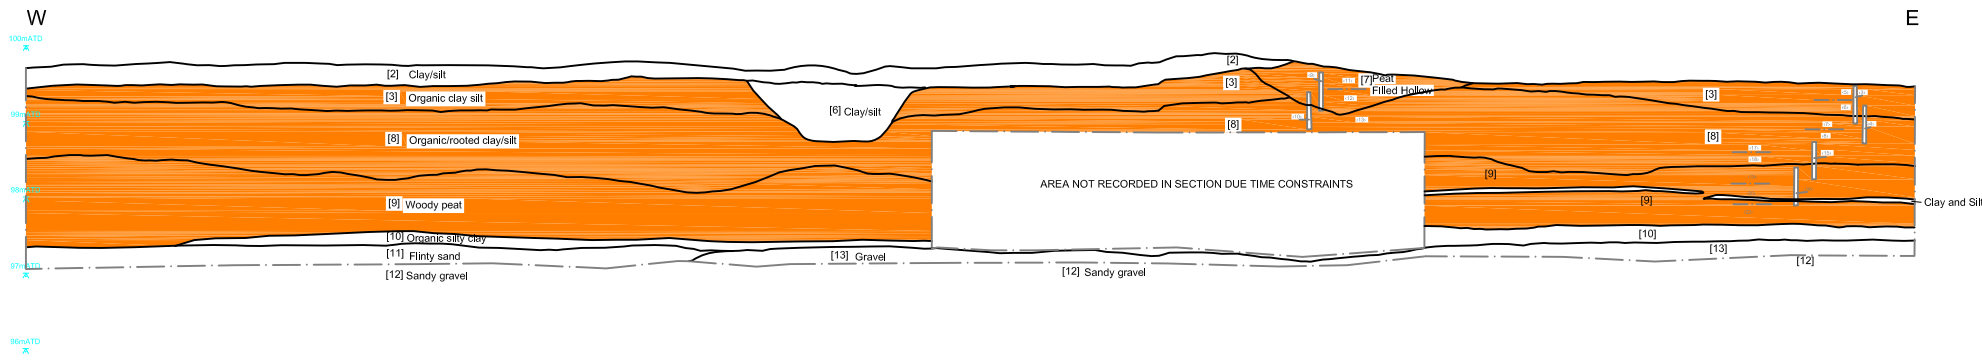 W
E
100mATD
[2]
[2] Clay/silt
[3]
[7]Peat
Filled Hollow
[3] Organic clay silt
[3]
[6] Clay/silt
99mATD
[8]
[8] Organic/rooted clay/silt
[8]
[9]
AREA NOT RECORDED IN SECTION DUE TIME CONSTRAINTS
98mATD
[9] Woody peat
[9]
Clay and Silt
[10] Organic silty clay
[10]
[11] Flinty sand
[13] Gravel
[13]
[12]
97mATD
[12] Sandy gravel
[12] Sandy gravel
96mATD